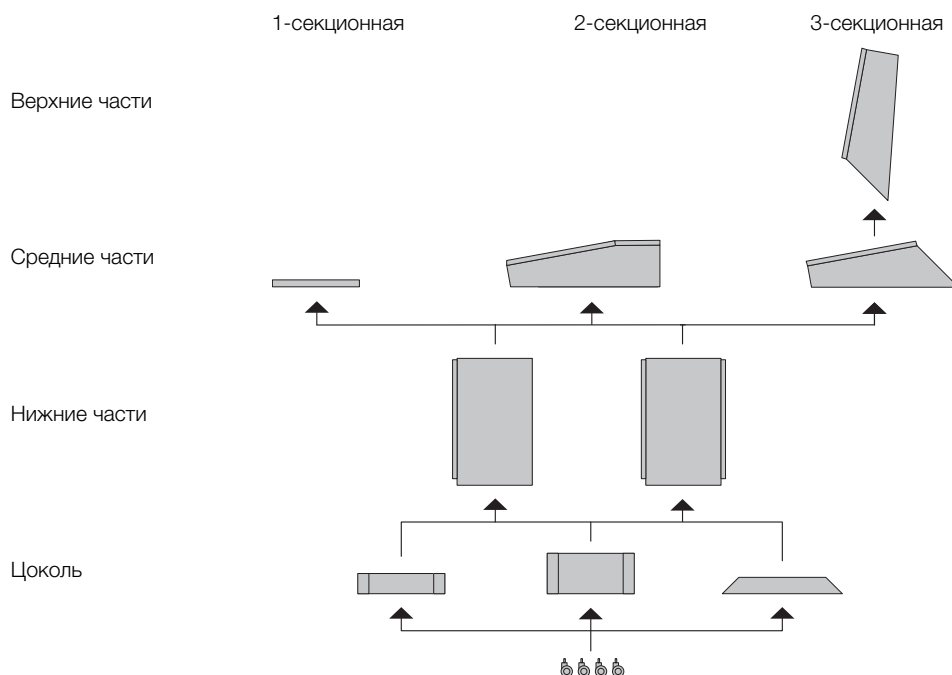 1-секционная 2-секционная 3-секционная
Верхние части
Средние части
Нижние части
Цоколь